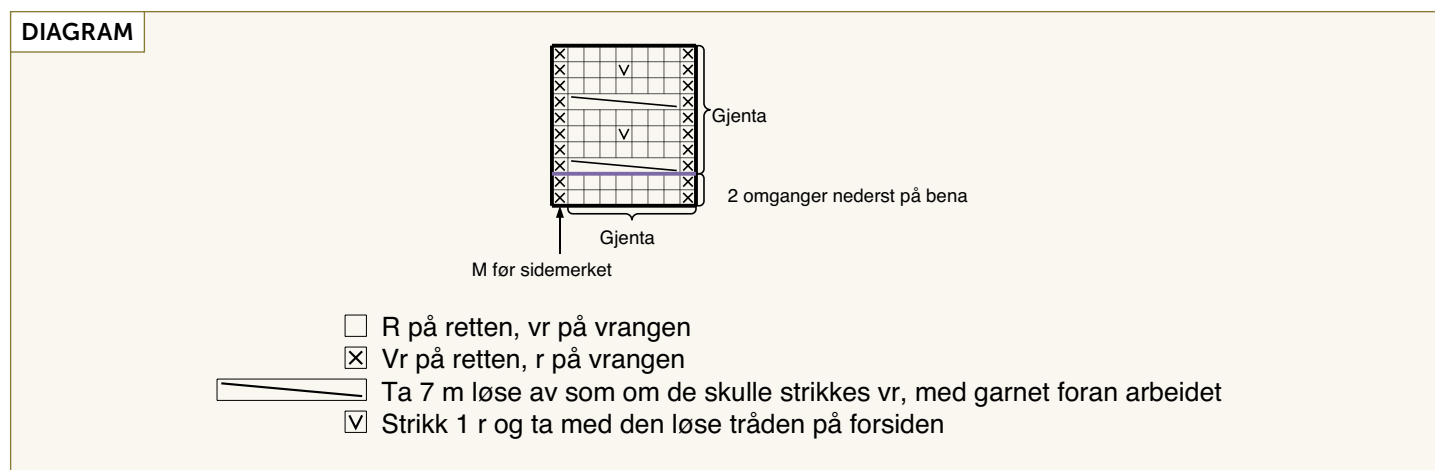 DIAGRAM
Gjenta
2 omganger nederst på bena
Gjenta
M før sidemerket
R på retten, vr på vrangen
Vr på retten, r på vrangen
Ta 7 m løse av som om de skulle strikkes vr, med garnet foran arbeidet
Strikk 1 r og ta med den løse tråden på forsiden